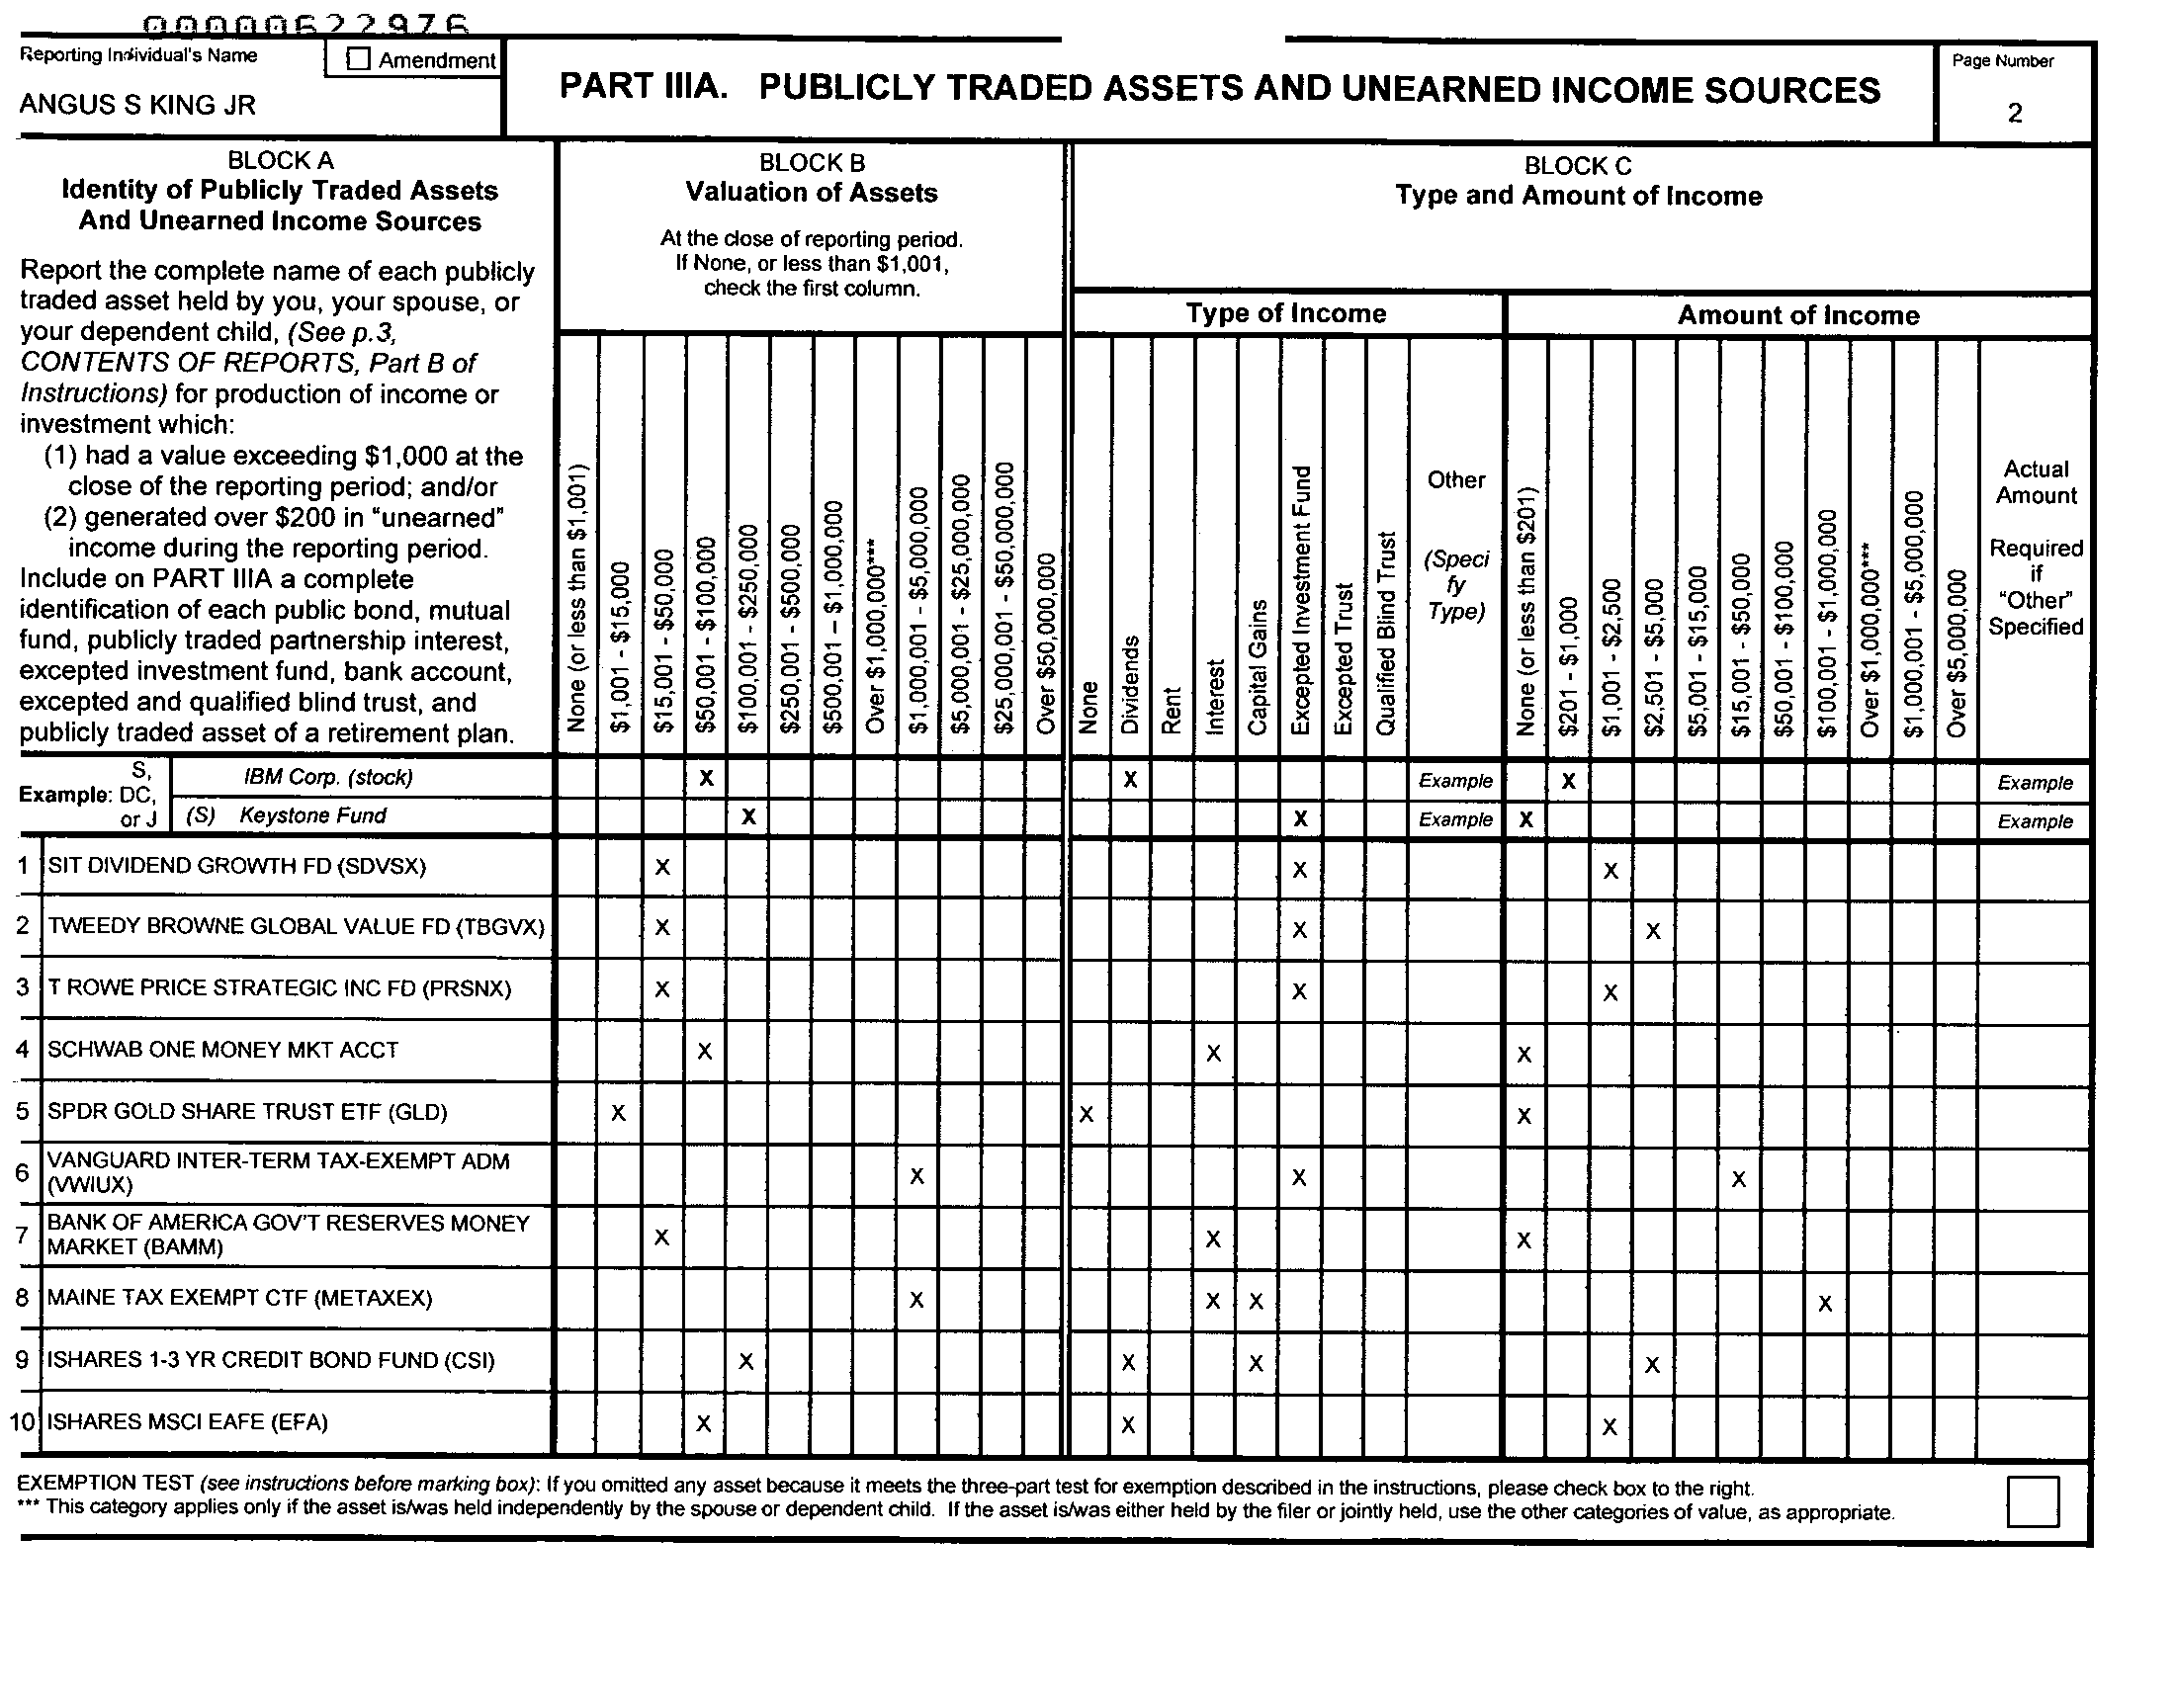 00000622976
Reporting Individual's Name
Amendment
ANGUS S KING JR
PART IIIA. PUBLICLY TRADED ASSETS AND UNEARNED INCOME SOURCES
Page Number
2
BLOCK A
Identity of Publicly Traded Assets
And Unearned Income Sources
Report the complete name of each publicly
traded asset held by you, your spouse, or
your dependent child, (See p.3,
CONTENTS OF REPORTS, Part B of
Instructions) for production of income or
investment which:
(1) had a value exceeding $1,000 at the
close of the reporting period; and/or
(2) generated over $200 in "unearned"
income during the reporting period.
Include on PART IIIA a complete
identification of each public bond, mutual
fund, publicly traded partnership interest,
excepted investment fund, bank account,
excepted and qualified blind trust, and
publicly traded asset of a retirement plan.
BLOCK B
Valuation of Assets
At the close of reporting period.
If None, or less than $1,001,
check the first column.
None (or less than $1,001)
$1,001 - $15,000
$15,001 - $50,000
$50,001 - $100,000
$100,001 - $250,000
$250,001 - $500,000
$500,001 – $1,000,000
Over $1,000,000***
$1,000,001 - $5,000,000
$5,000,001 - $25,000,000
$25,000,001 - $50,000,000
Over $50,000,000
BLOCK C
Type and Amount of Income
Type of Income
None
Dividends
Rent
Interest
Capital Gains
Excepted Investment Fund
Excepted Trust
Qualified Blind Trust
Other
(Speci
fy
Type)
Amount of Income
None (or less than $201)
$201 - $1,000
$1,001 - $2,500
$2,501 - $5,000
$5,001 - $15,000
$15,001 - $50,000
$50,001 - $100,000
$100,001 - $1,000,000
Over $1,000,000***
$1,000,001 - $5,000,000
Over $5,000,000
Actual
Amount
Required
if
"Other"
Specified
Example: S,
DC,
or J
IBM Corp. (stock) X X Example X Example
(S) Keystone Fund X X Example X Example
1 SIT DIVIDEND GROWTH FD (SDVSX) X X X
2 TWEEDY BROWNE GLOBAL VALUE FD (TBGVX) X X X
3 T ROWE PRICE STRATEGIC INC FD (PRSNX) X X X
4 SCHWAB ONE MONEY MKT ACCT X X X
5 SPDR GOLD SHARE TRUST ETF (GLD) X X X
6 VANGUARD INTER-TERM TAX-EXEMPT ADM
(VWIUX) X X X
7 BANK OF AMERICA GOV'T RESERVES MONEY
MARKET (BAMM) X X X
8 MAINE TAX EXEMPT CTF (METAXEX) X X X X
9 ISHARES 1-3 YR CREDIT BOND FUND (CSI) X X X X
10 ISHARES MSCI EAFE (EFA) X X X
EXEMPTION TEST (see instructions before marking box): If you omitted any asset because it meets the three-part test for exemption described in the instructions, please check box to the right.
*** This category applies only if the asset is/was held independently by the spouse or dependent child. If the asset is/was either held by the filer or jointly held, use the other categories of value, as appropriate.